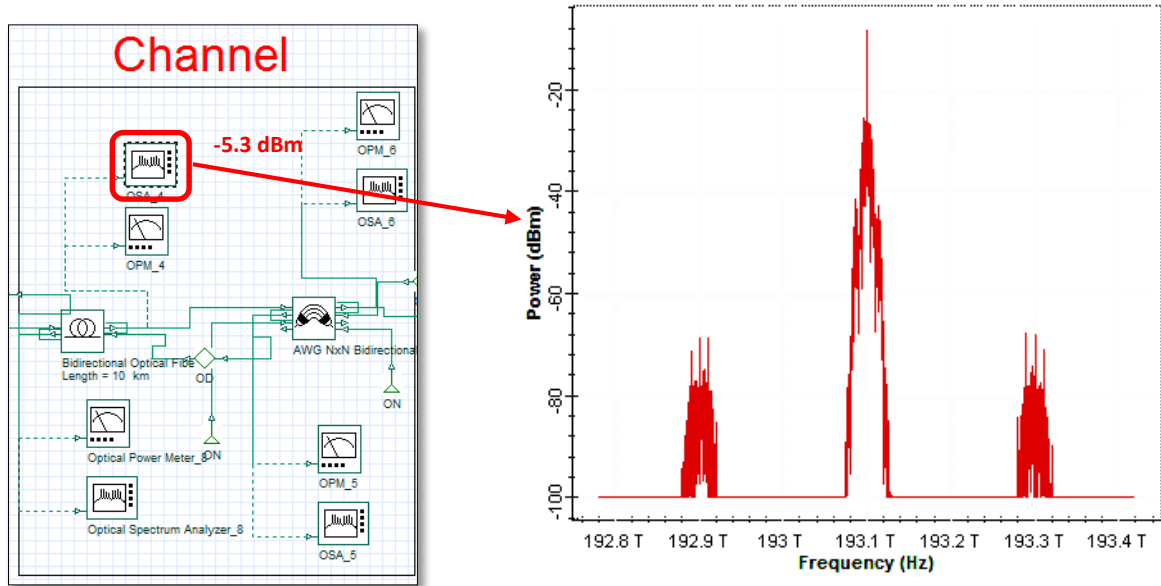 Channel
-5.3 dBm
OPM_6
OSA_4
OSA_6
OPM_4
Bidirectional Optical Fibe
Length = 10 km
AWG NxN Bidirectional
OD
ON
ON
Optical Power Meter_8
OPM_5
Optical Spectrum Analyzer_8
OSA_5
Power (dBm)
-20
-40
-60
-80
-100
192.8 T 192.9 T 193 T 193.1 T 193.2 T 193.3 T 193.4 T
Frequency (Hz)